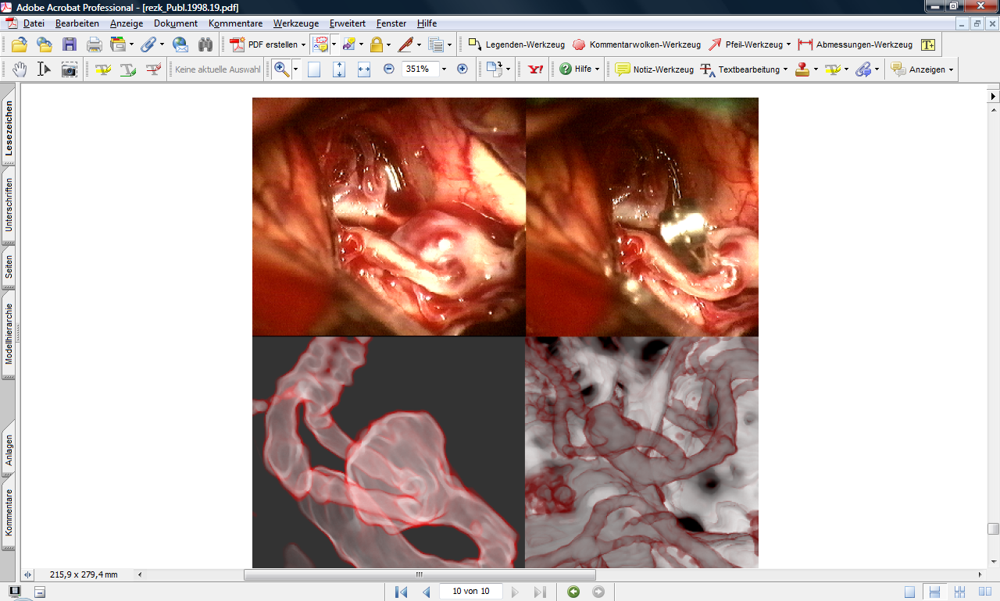 Adobe Acrobat Professional - [rezk_Publ.1998.19.pdf]
Datei Bearbeiten Anzeige Dokument Kommentare Werkzeuge Erweitert Fenster Hilfe
PDF erstellen Legenden-Werkzeug Kommentarwolken-Werkzeug Pfeil-Werkzeug Abmessungen-Werkzeug T
Keine aktuelle Auswahl 351% Y! Hilfe Notiz-Werkzeug Textbearbeitung Anzeigen
Lesezeichen
Unterschriften
Seiten
Modellhierarchie
Anlagen
Kommentare
215,9 x 279,4 mm
10 von 10